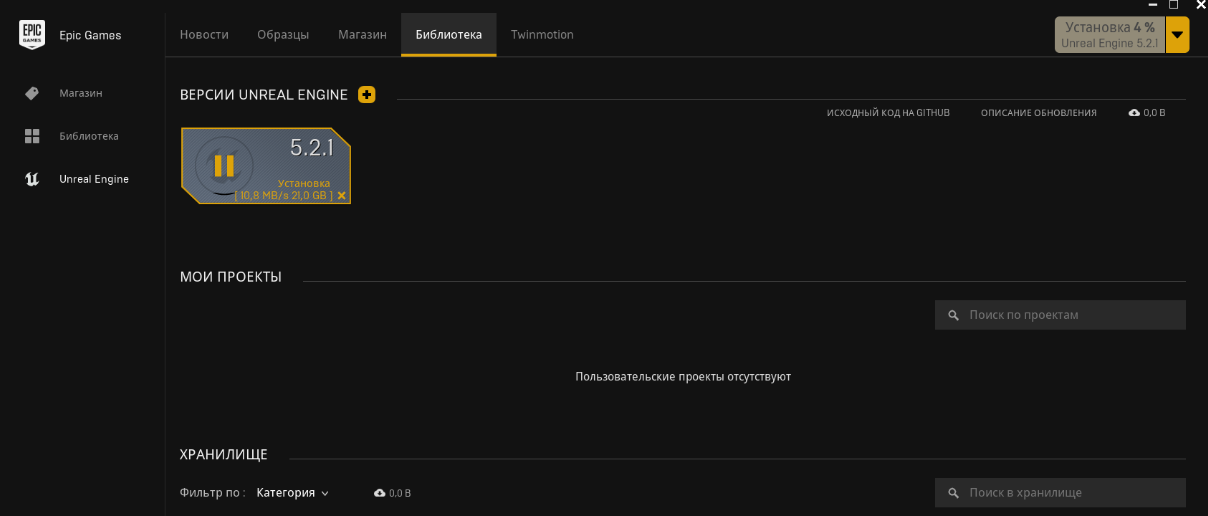 EPIC GAMES
Epic Games
Новости
Образцы
Магазин
Библиотека
Twinmotion
Установка 4 %
Unreal Engine 5.2.1
Магазин
Библиотека
Unreal Engine
ВЕРСИИ UNREAL ENGINE
ИСХОДНЫЙ КОД НА GITHUB
ОПИСАНИЕ ОБНОВЛЕНИЯ
0,0 B
5.2.1
Установка
[ 10,8 MB/s 21,0 GB ]
МОИ ПРОЕКТЫ
Поиск по проектам
Пользовательские проекты отсутствуют
ХРАНИЛИЩЕ
Фильтр по :
Категория
0,0 B
Поиск в хранилище